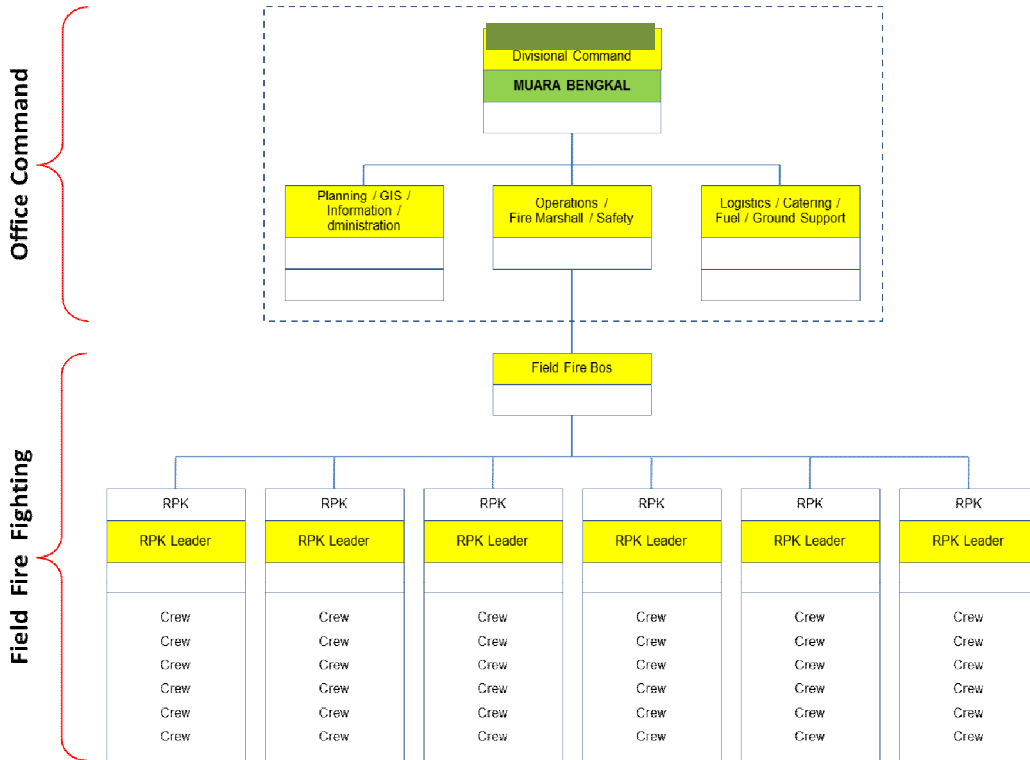 Office Command
Divisional Command
MUARA BENGKAL
Planning / GIS /
Information /
dministration
Operations /
Fire Marshall / Safety
Logistics / Catering /
Fuel / Ground Support
Field Fire Fighting
Field Fire Bos
RPK RPK RPK RPK RPK RPK
RPK Leader RPK Leader RPK Leader RPK Leader RPK Leader RPK Leader
Crew Crew Crew Crew Crew Crew
Crew Crew Crew Crew Crew Crew
Crew Crew Crew Crew Crew Crew
Crew Crew Crew Crew Crew Crew
Crew Crew Crew Crew Crew Crew
Crew Crew Crew Crew Crew Crew